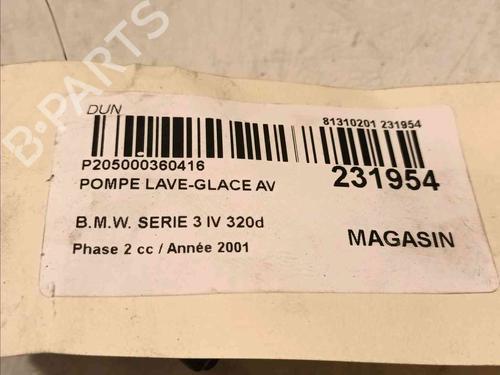 DUN
81310201 231954
P205000360416
231954
POMPE LAVE-GLACE AV
B.M.W. SERIE 3 IV 320d
MAGASIN
Phase 2 cc / Année 2001
B-PARTS